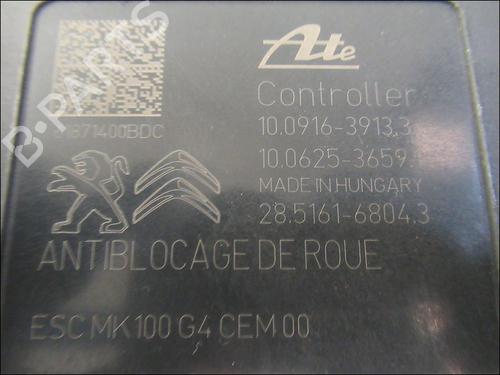 Ate
Controller
871400BDC
10.0916-3913.3
10.0625-3659.
MADE IN HUNGARY
28.5161-6804.3
ANTIBLOCAGE DE ROUE
ESC MK100 G4 CEM 00
B-PARTS